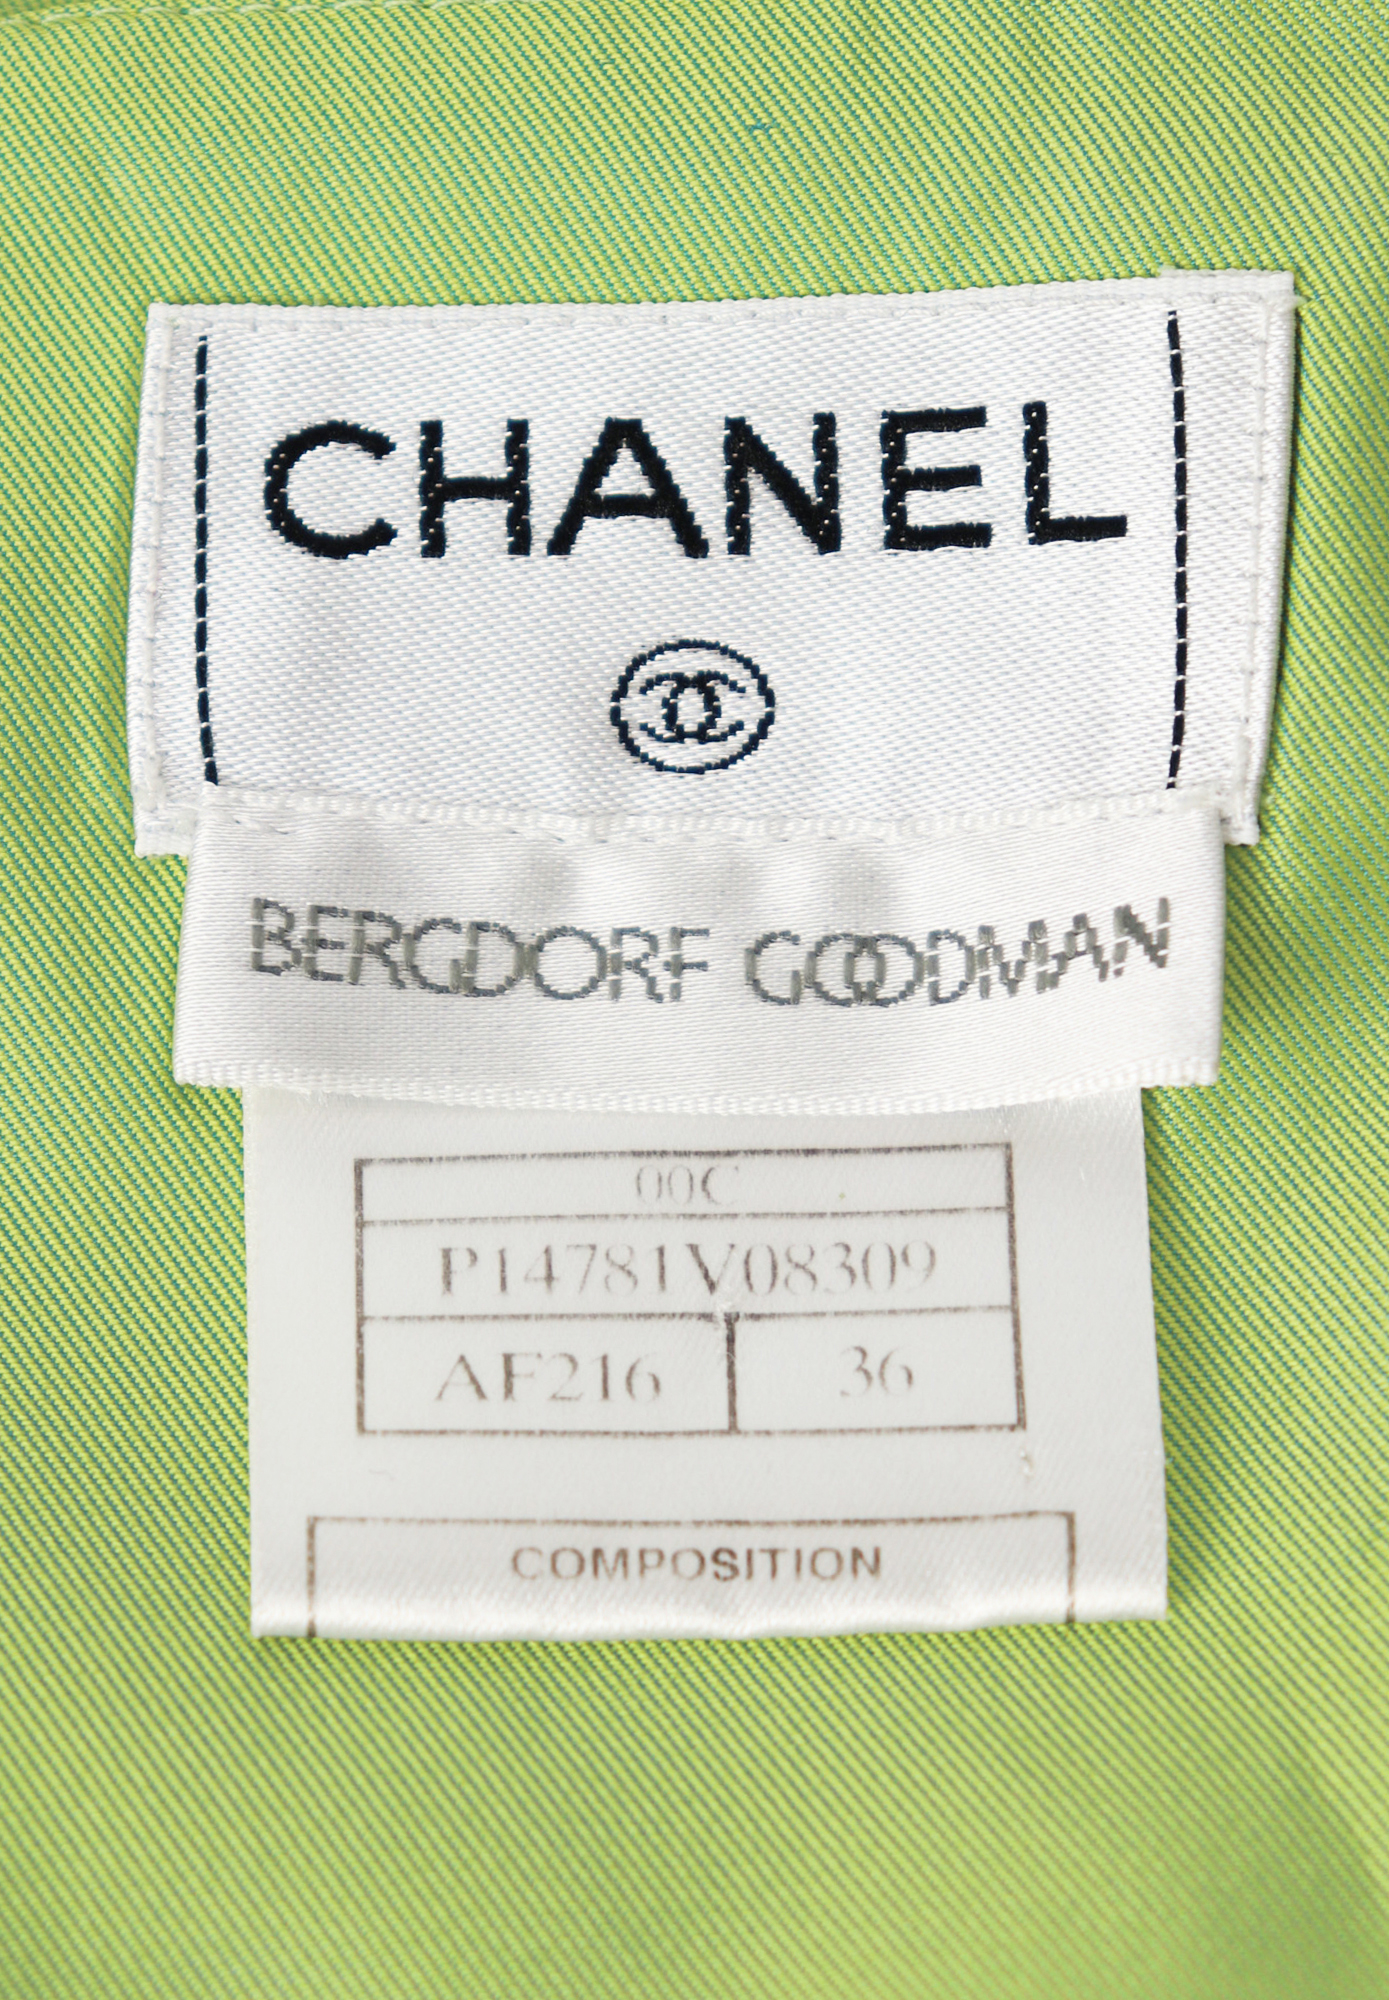 CHANEL
BERGDORF GOODMAN
00C
P14781V08309
AF216 36
COMPOSITION